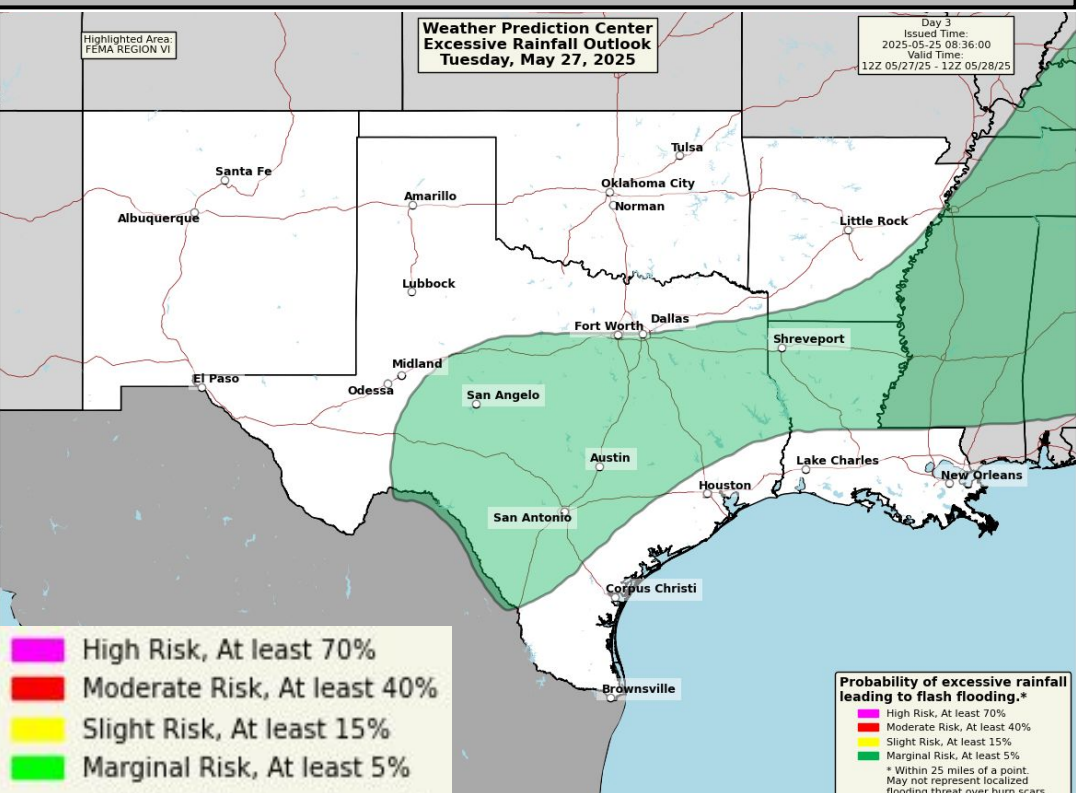 Highlighted Area:
FEMA REGION VI
Weather Prediction Center
Excessive Rainfall Outlook
Tuesday, May 27, 2025
Day 3
Issued Time:
2025-05-25 08:36:00
Valid Time:
12Z 05/27/25 - 12Z 05/28/25
Tulsa
Santa Fe
Oklahoma City
Amarillo
Norman
Albuquerque
Little Rock
Lubbock
Dallas
Fort Worth
Shreveport
Midland
El Paso
Odessa
San Angelo
Austin
Lake Charles
New Orleans
Houston
San Antonio
Corpus Christi
Brownsville
High Risk, At least 70%
Moderate Risk, At least 40%
Slight Risk, At least 15%
Marginal Risk, At least 5%
Probability of excessive rainfall
leading to flash flooding.*
High Risk, At least 70%
Moderate Risk, At least 40%
Slight Risk, At least 15%
Marginal Risk, At least 5%
* Within 25 miles of a point.
May not represent localized
flooding threat over burn scars